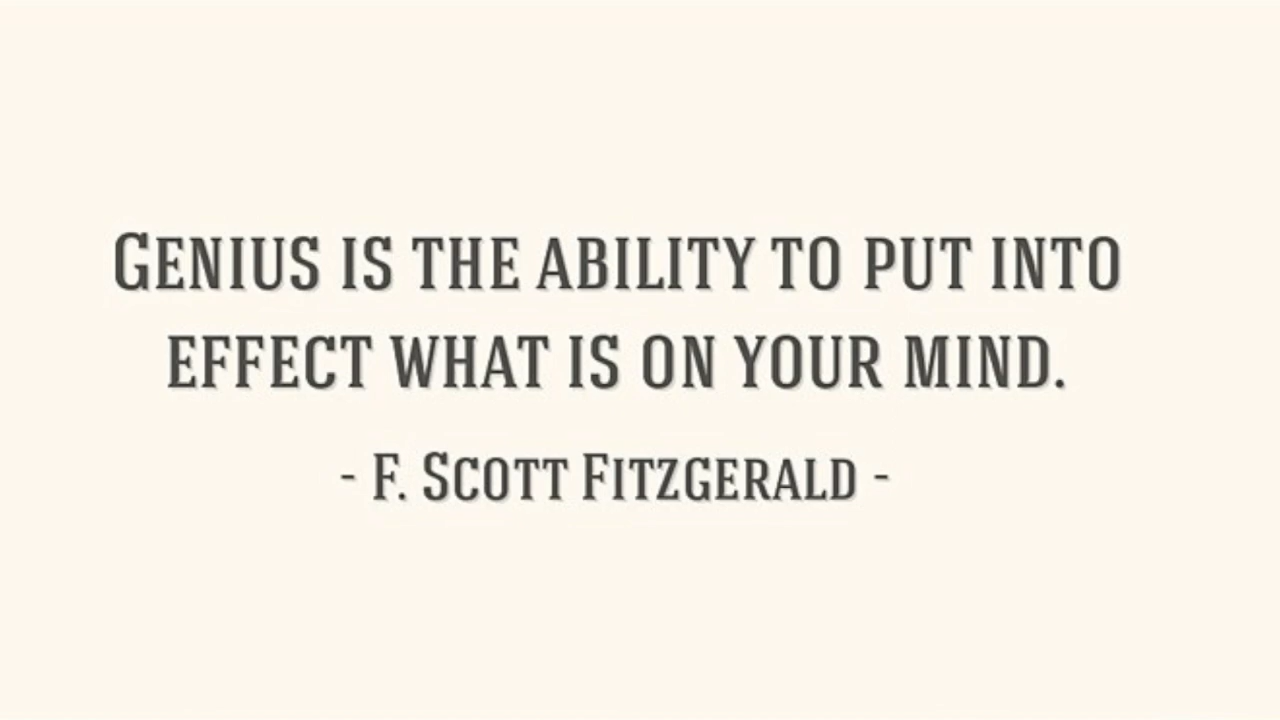 Genius is the ability to put into
effect what is on your mind.
- F. Scott Fitzgerald -